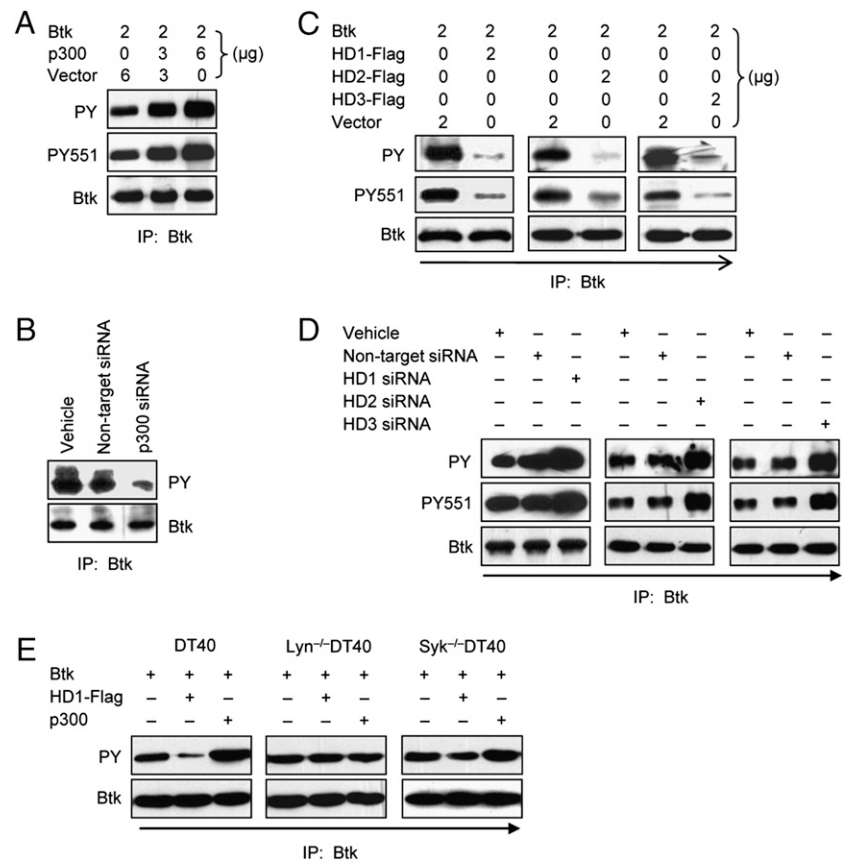 A
Btk 2 2 2
p300 0 3 6 (µg)
Vector 6 3 0
PY
PY551
Btk
IP: Btk
C
Btk 2 2 2 2 2 2
HD1-Flag 0 2 0 0 0 0
HD2-Flag 0 0 0 2 0 0
HD3-Flag 0 0 0 0 0 2
Vector 2 0 2 0 2 0
(µg)
PY
PY551
Btk
IP: Btk
B
Vehicle
Non-target siRNA
p300 siRNA
PY
Btk
IP: Btk
D
Vehicle + – – + – – + – –
Non-target siRNA – + – – + – – + –
HD1 siRNA – – + – – – – – –
HD2 siRNA – – – – – + – – –
HD3 siRNA – – – – – – – – +
PY
PY551
Btk
IP: Btk
E
DT40 Lyn–/–DT40 Syk–/–DT40
Btk + + + + + + + + +
HD1-Flag – + – – + – – + –
p300 – – + – – + – – +
PY
Btk
IP: Btk